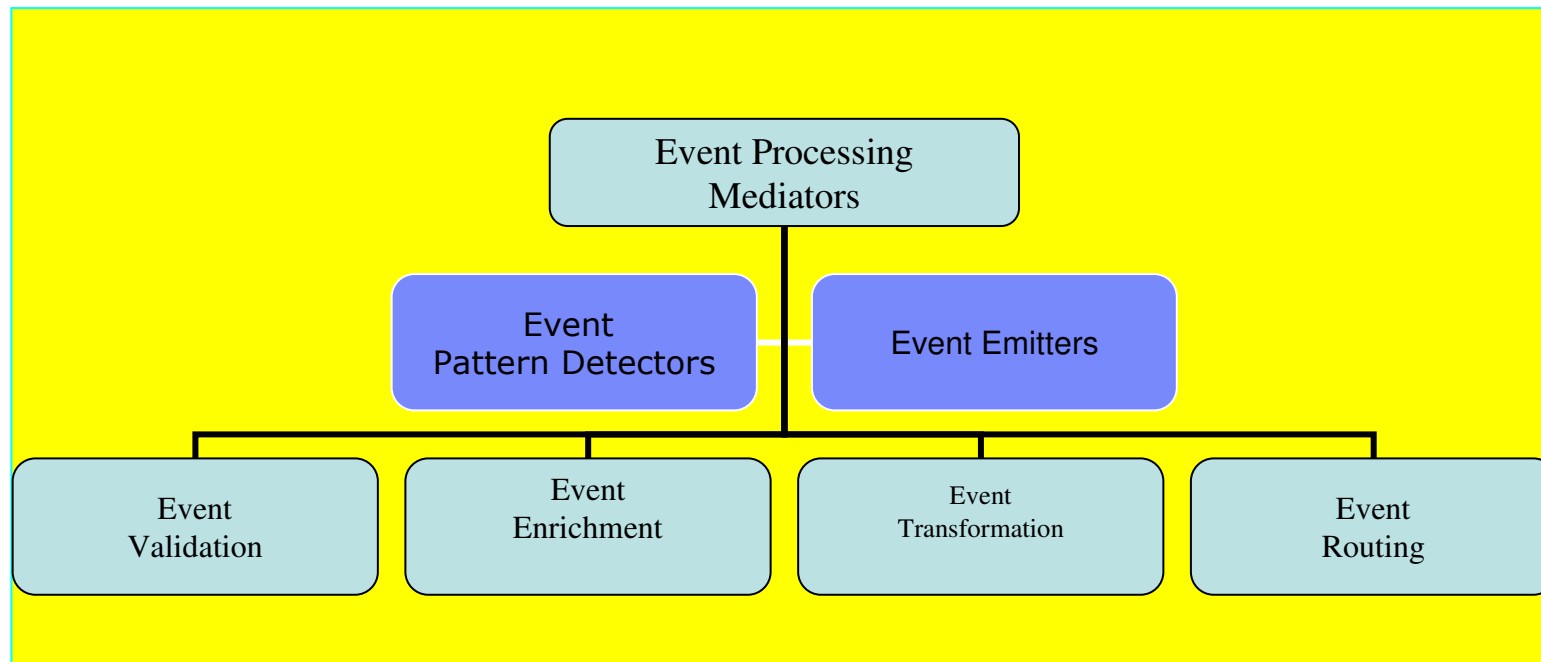 Event Processing
Mediators
Event
Pattern Detectors
Event Emitters
Event
Validation
Event
Enrichment
Event
Transformation
Event
Routing